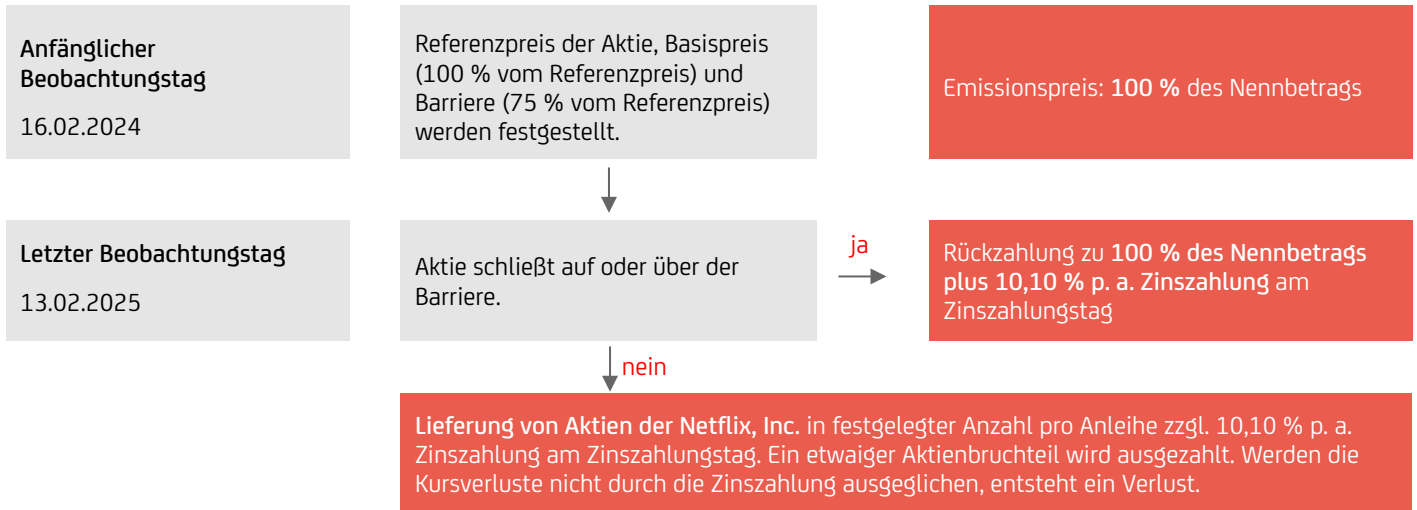 Anfänglicher
Beobachtungstag
16.02.2024
Referenzpreis der Aktie, Basispreis
(100 % vom Referenzpreis) und
Barriere (75 % vom Referenzpreis)
werden festgestellt.
Emissionspreis: 100 % des Nennbetrags
Letzter Beobachtungstag
13.02.2025
Aktie schließt auf oder über der
Barriere.
ja
Rückzahlung zu 100 % des Nennbetrags
plus 10,10 % p. a. Zinszahlung am
Zinszahlungstag
nein
Lieferung von Aktien der Netflix, Inc. in festgelegter Anzahl pro Anleihe zzgl. 10,10 % p. a.
Zinszahlung am Zinszahlungstag. Ein etwaiger Aktienbruchteil wird ausgezahlt. Werden die
Kursverluste nicht durch die Zinszahlung ausgeglichen, entsteht ein Verlust.